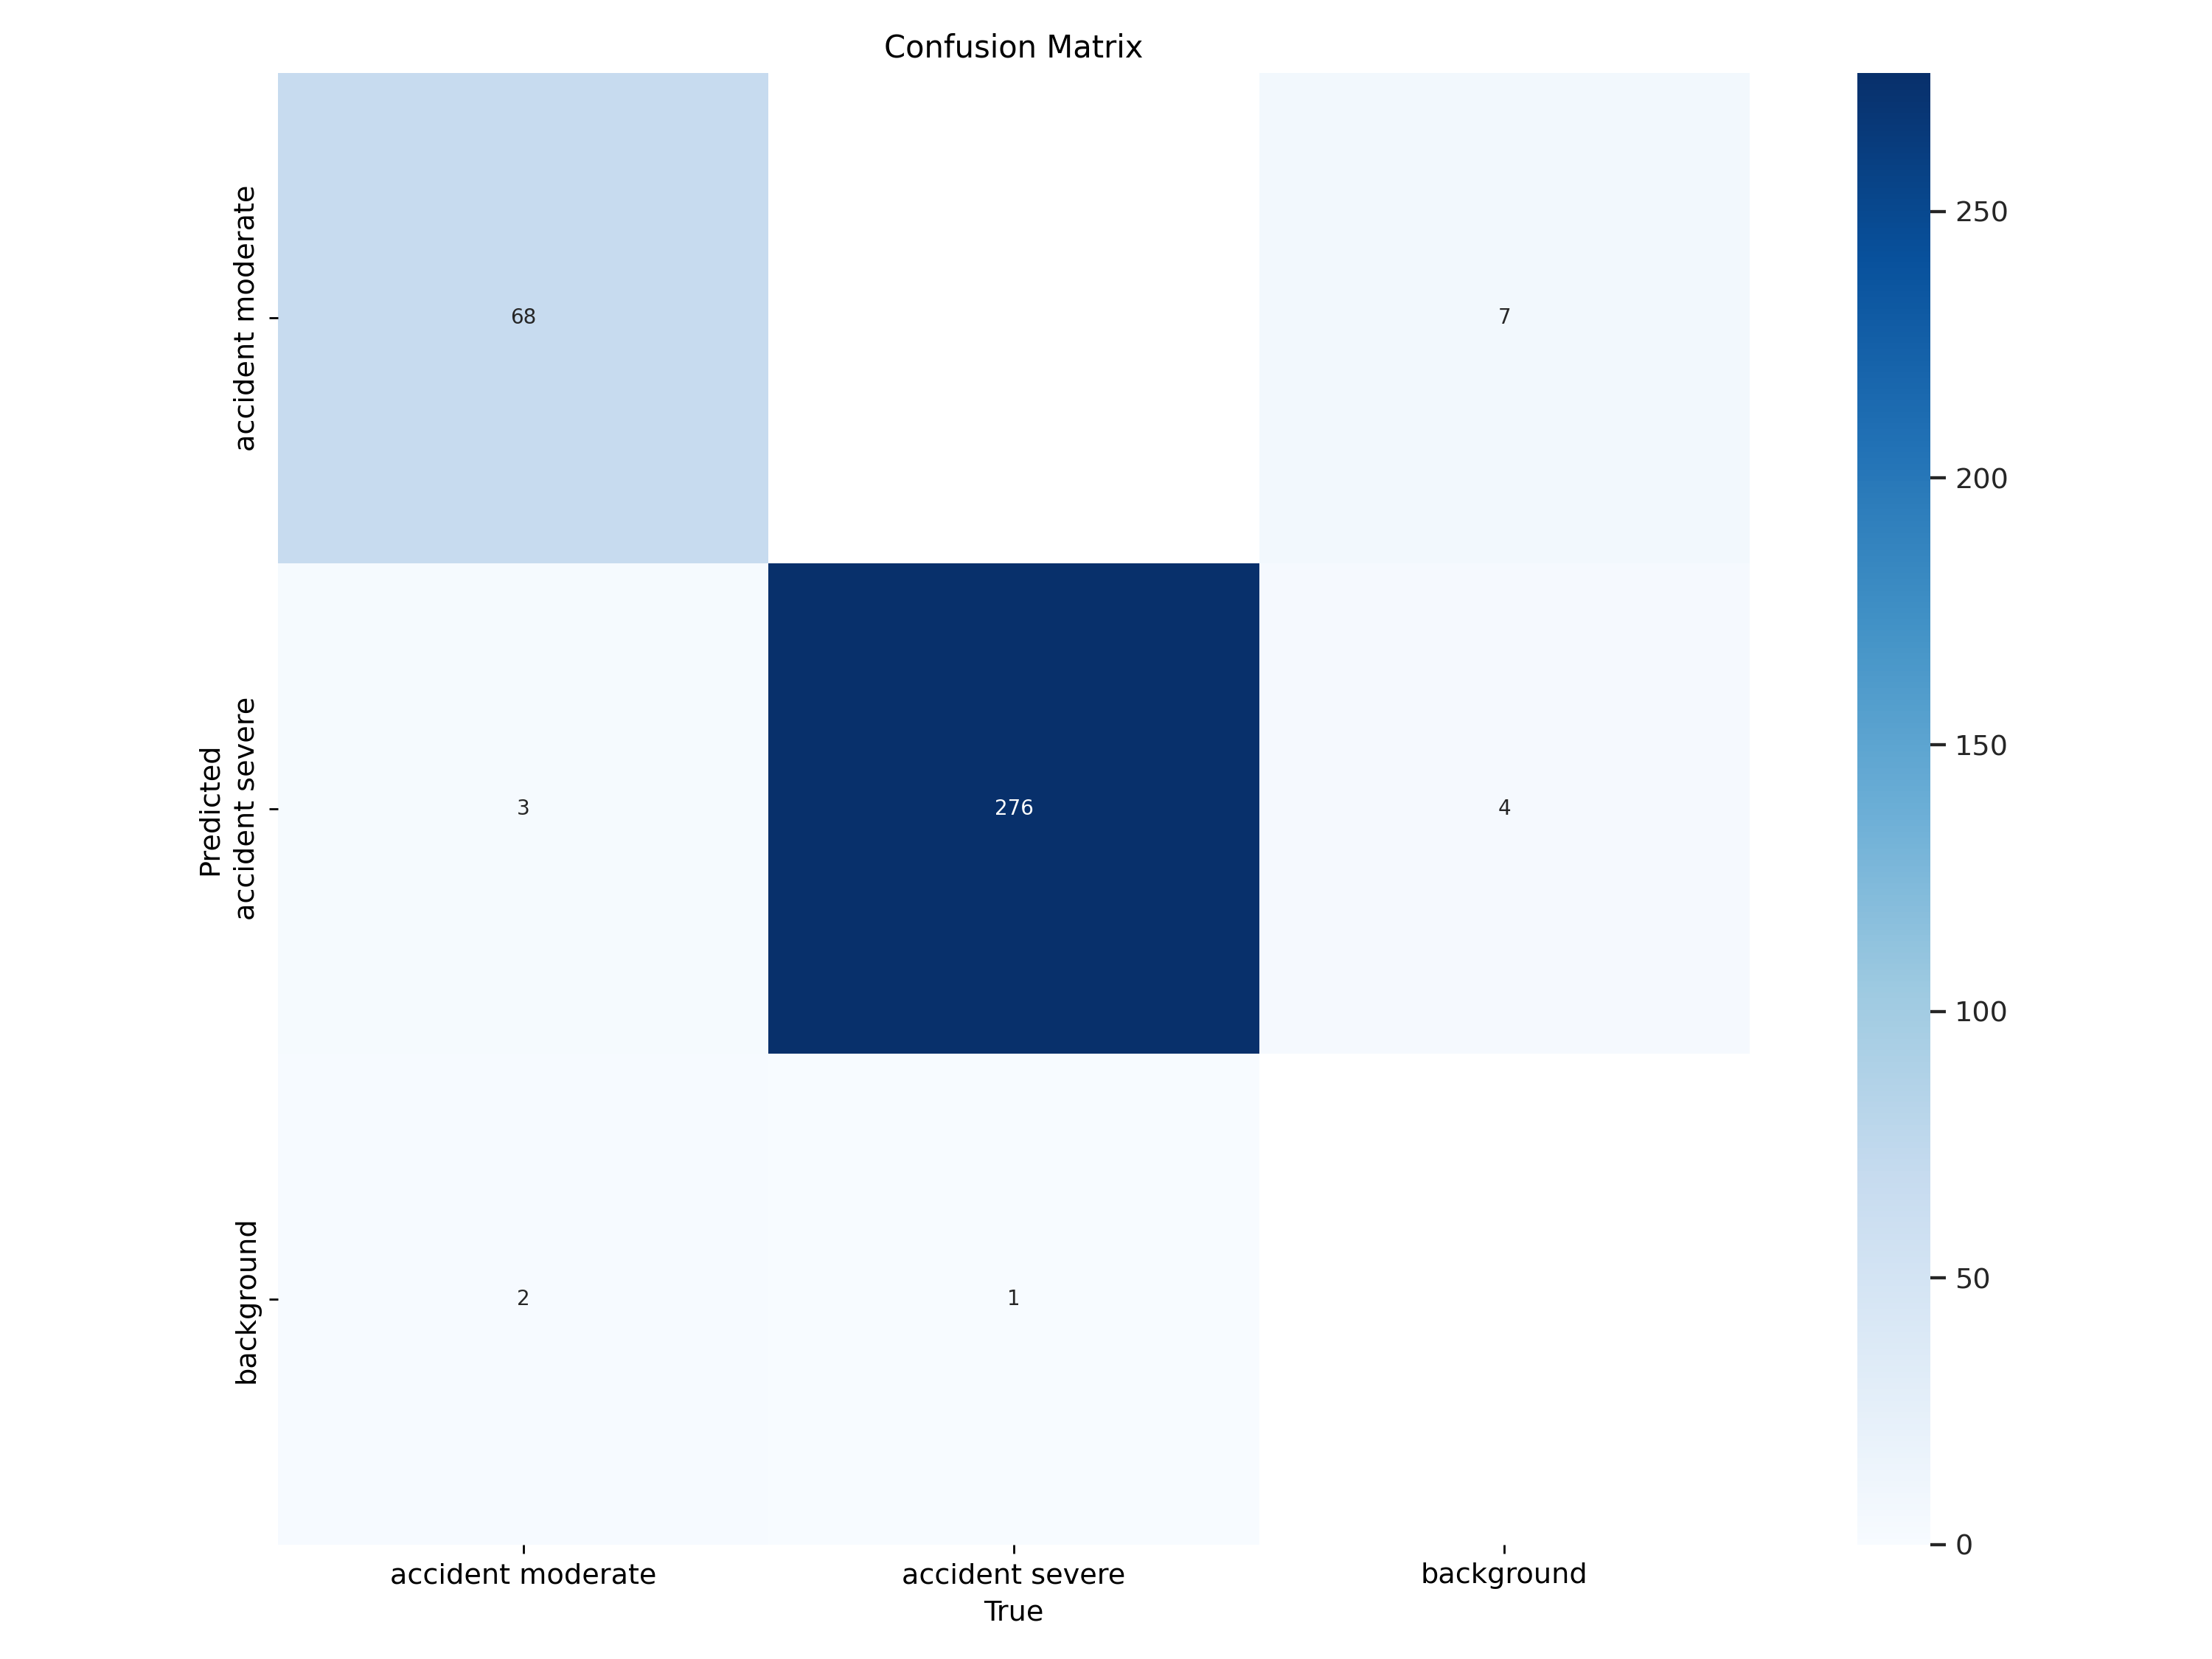 Confusion Matrix
accident moderate
68
7
250
200
Predicted
accident severe
3
276
4
150
100
background
2
1
50
0
accident moderate
accident severe
background
True